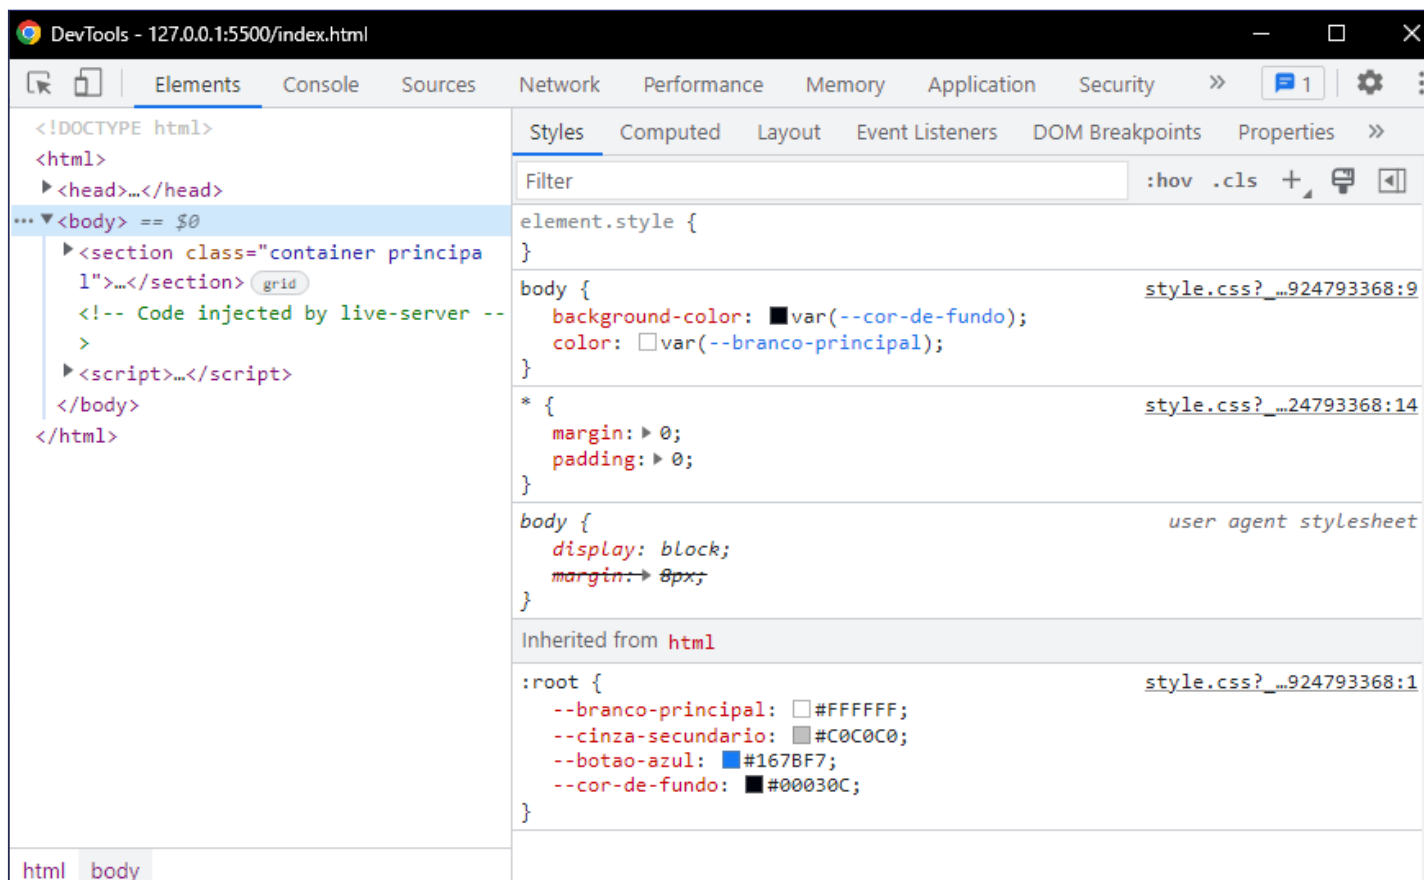 DevTools - 127.0.0.1:5500/index.html
Elements Console Sources Network Performance Memory Application Security » 1
<!DOCTYPE html>
<html>
<head>…</head>
<body> == $0
<section class="container principa
l">…</section> grid
<!-- Code injected by live-server --
>
<script>…</script>
</body>
</html>
html body
Styles Computed Layout Event Listeners DOM Breakpoints Properties »
Filter :hov .cls +
element.style {
}
body { style.css?_…924793368:9
background-color: var(--cor-de-fundo);
color: var(--branco-principal);
}
* { style.css?_…24793368:14
margin: 0;
padding: 0;
}
body { user agent stylesheet
display: block;
margin: 8px;
}
Inherited from html
:root { style.css?_…924793368:1
--branco-principal: #FFFFFF;
--cinza-secundario: #C0C0C0;
--botao-azul: #167BF7;
--cor-de-fundo: #00030C;
}